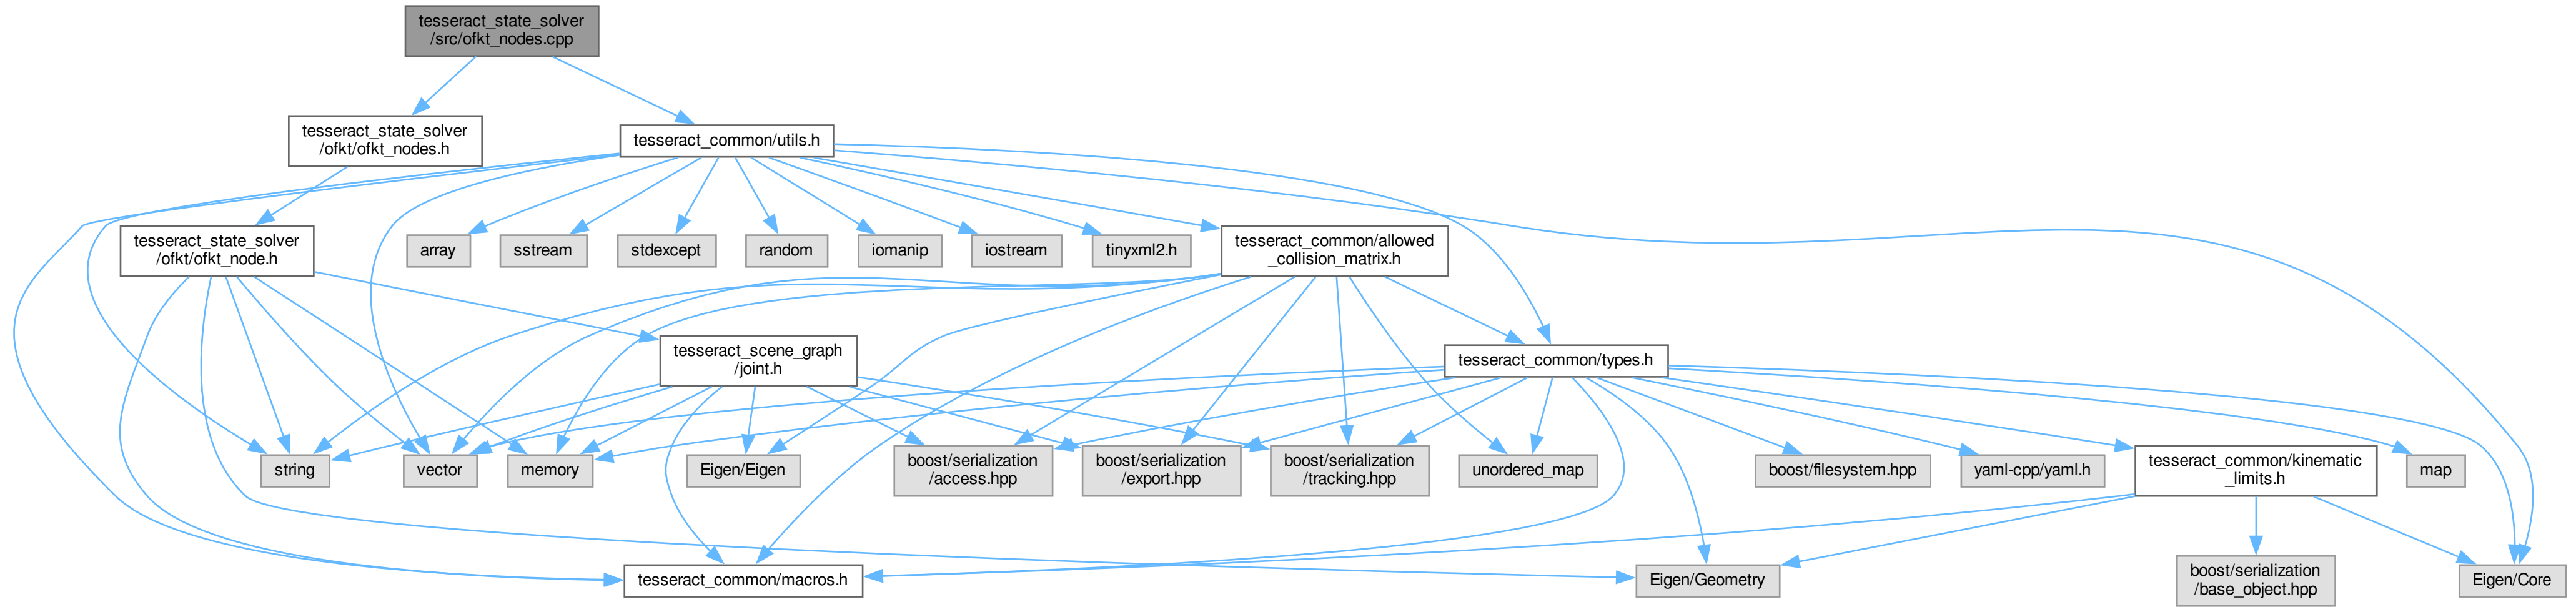 tesseract_state_solver
/src/ofkt_nodes.cpp
tesseract_state_solver
/ofkt/ofkt_nodes.h
tesseract_common/utils.h
tesseract_state_solver
/ofkt/ofkt_node.h
array
sstream
stdexcept
random
iomanip
iostream
tinyxml2.h
tesseract_common/allowed
_collision_matrix.h
tesseract_scene_graph
/joint.h
tesseract_common/types.h
string
vector
memory
Eigen/Eigen
boost/serialization
/access.hpp
boost/serialization
/export.hpp
boost/serialization
/tracking.hpp
unordered_map
boost/filesystem.hpp
yaml-cpp/yaml.h
tesseract_common/kinematic
_limits.h
map
tesseract_common/macros.h
Eigen/Geometry
boost/serialization
/base_object.hpp
Eigen/Core